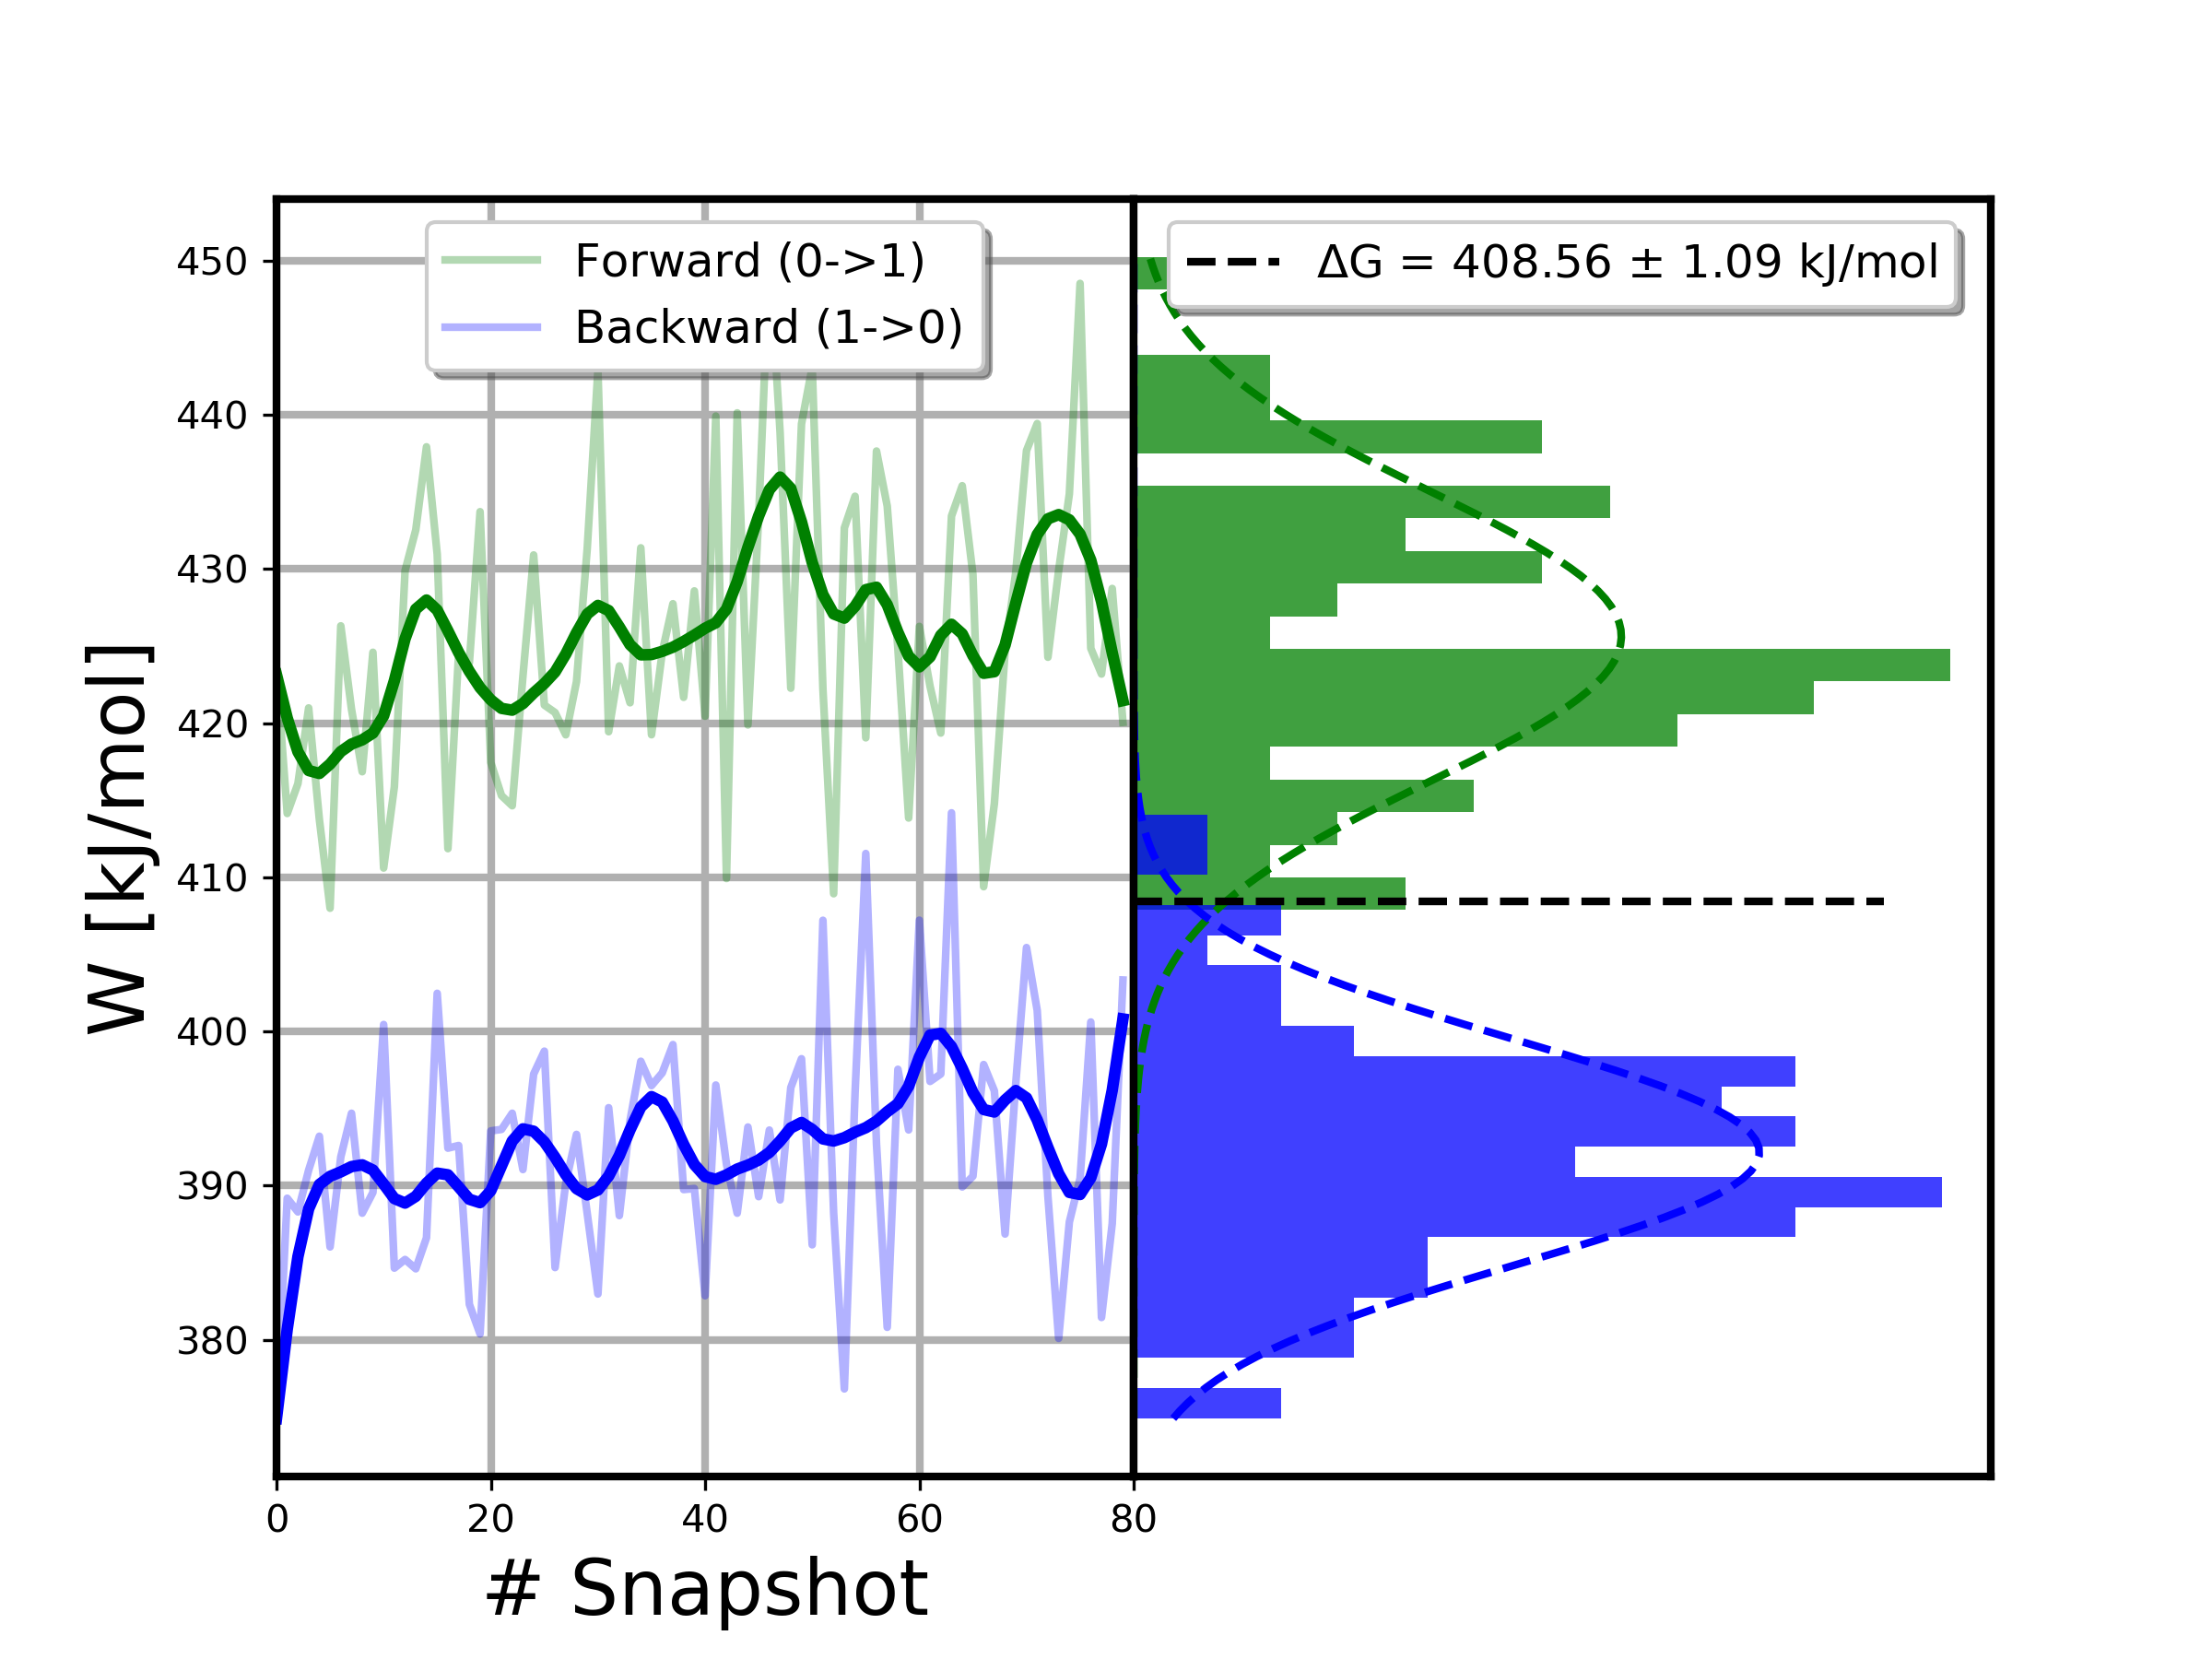 Forward (0->1)
Backward (1->0)
ΔG = 408.56 ± 1.09 kJ/mol
W [kJ/mol]
450
440
430
420
410
400
390
380
0 20 40 60 80
# Snapshot